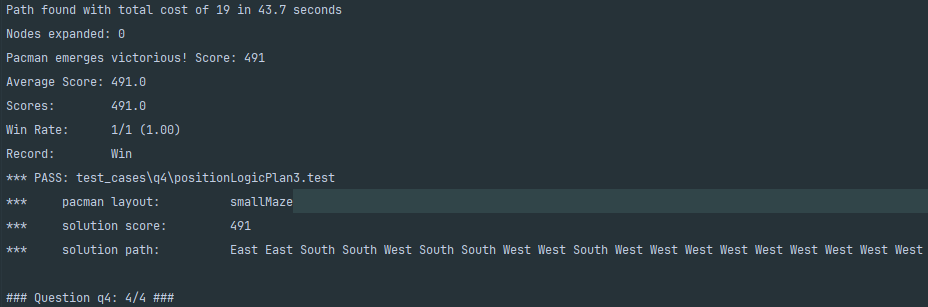 Path found with total cost of 19 in 43.7 seconds
Nodes expanded: 0
Pacman emerges victorious! Score: 491
Average Score: 491.0
Scores:        491.0
Win Rate:      1/1 (1.00)
Record:        Win
*** PASS: test_cases\q4\positionLogicPlan3.test
***     pacman layout:          smallMaze
***     solution score:         491
***     solution path:          East East South South West South South West West South West West West West West West West West West
### Question q4: 4/4 ###